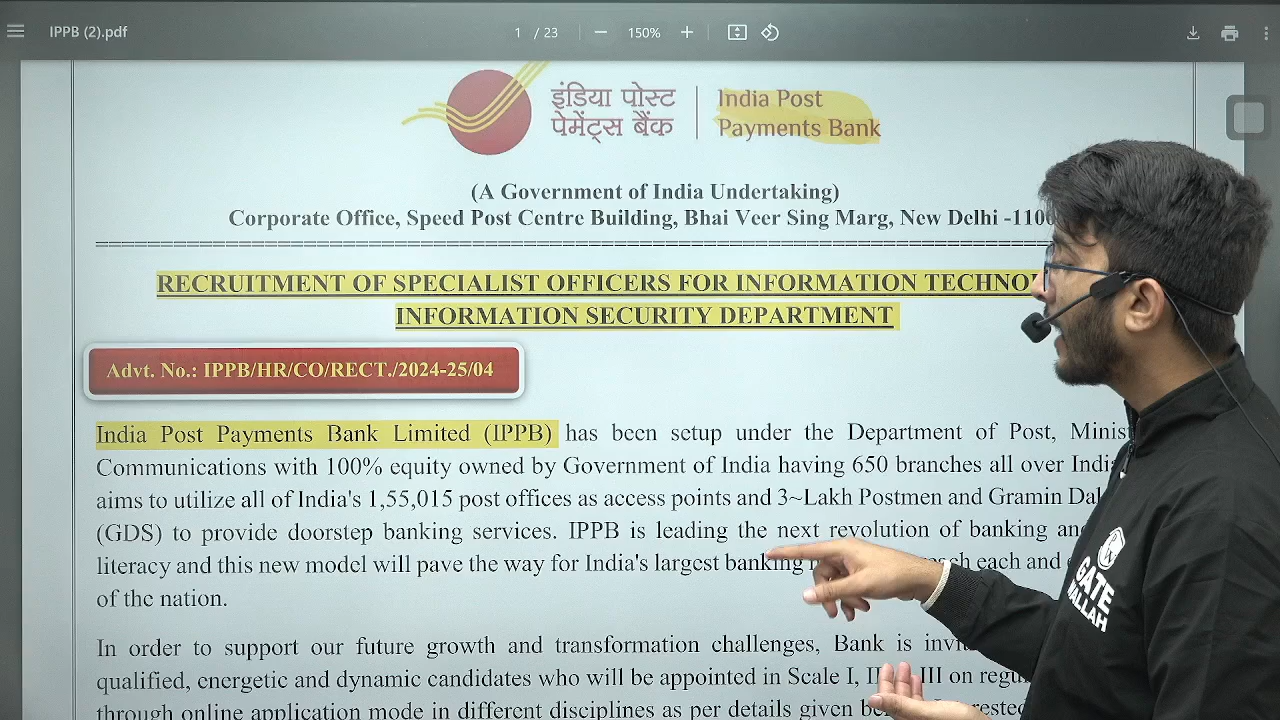 IPPB (2).pdf
1 / 23
150%
इंडिया पोस्ट
पेमेंट्स बैंक
India Post
Payments Bank
(A Government of India Undertaking)
Corporate Office, Speed Post Centre Building, Bhai Veer Sing Marg, New Delhi
RECRUITMENT OF SPECIALIST OFFICERS FOR INFORMATION
INFORMATION SECURITY DEPARTMENT
Advt. No.: IPPB/HR/CO/RECT./2024-25/04
India Post Payments Bank Limited (IPPB) has been setup under the Department of Post,
Communications with 100% equity owned by Government of India having 650 branches all over
aims to utilize all of India's 1,55,015 post offices as access points and 3~Lakh Postmen and Gramin
(GDS) to provide doorstep banking services. IPPB is leading the next revolution of banking
literacy and this new model will pave the way for India's largest banking each and
of the nation.
In order to support our future growth and transformation challenges, Bank is
qualified, energetic and dynamic candidates who will be appointed in Scale I, III on
through online application mode in different disciplines as per details given
GATE
WALLAH